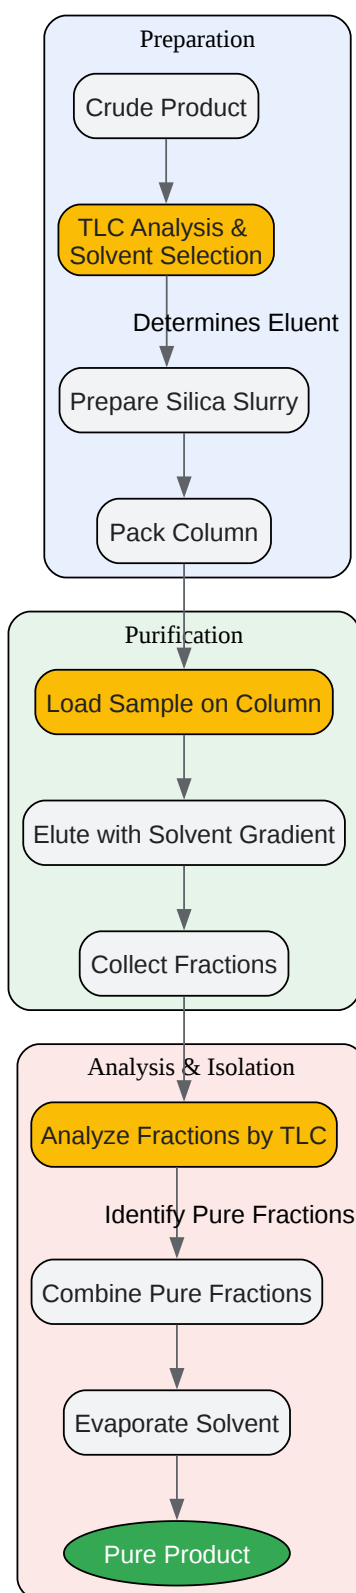 Preparation
Crude Product
TLC Analysis &
Solvent Selection
Determines Eluent
Prepare Silica Slurry
Pack Column
Purification
Load Sample on Column
Elute with Solvent Gradient
Collect Fractions
Analysis & Isolation
Analyze Fractions by TLC
Identify Pure Fractions
Combine Pure Fractions
Evaporate Solvent
Pure Product